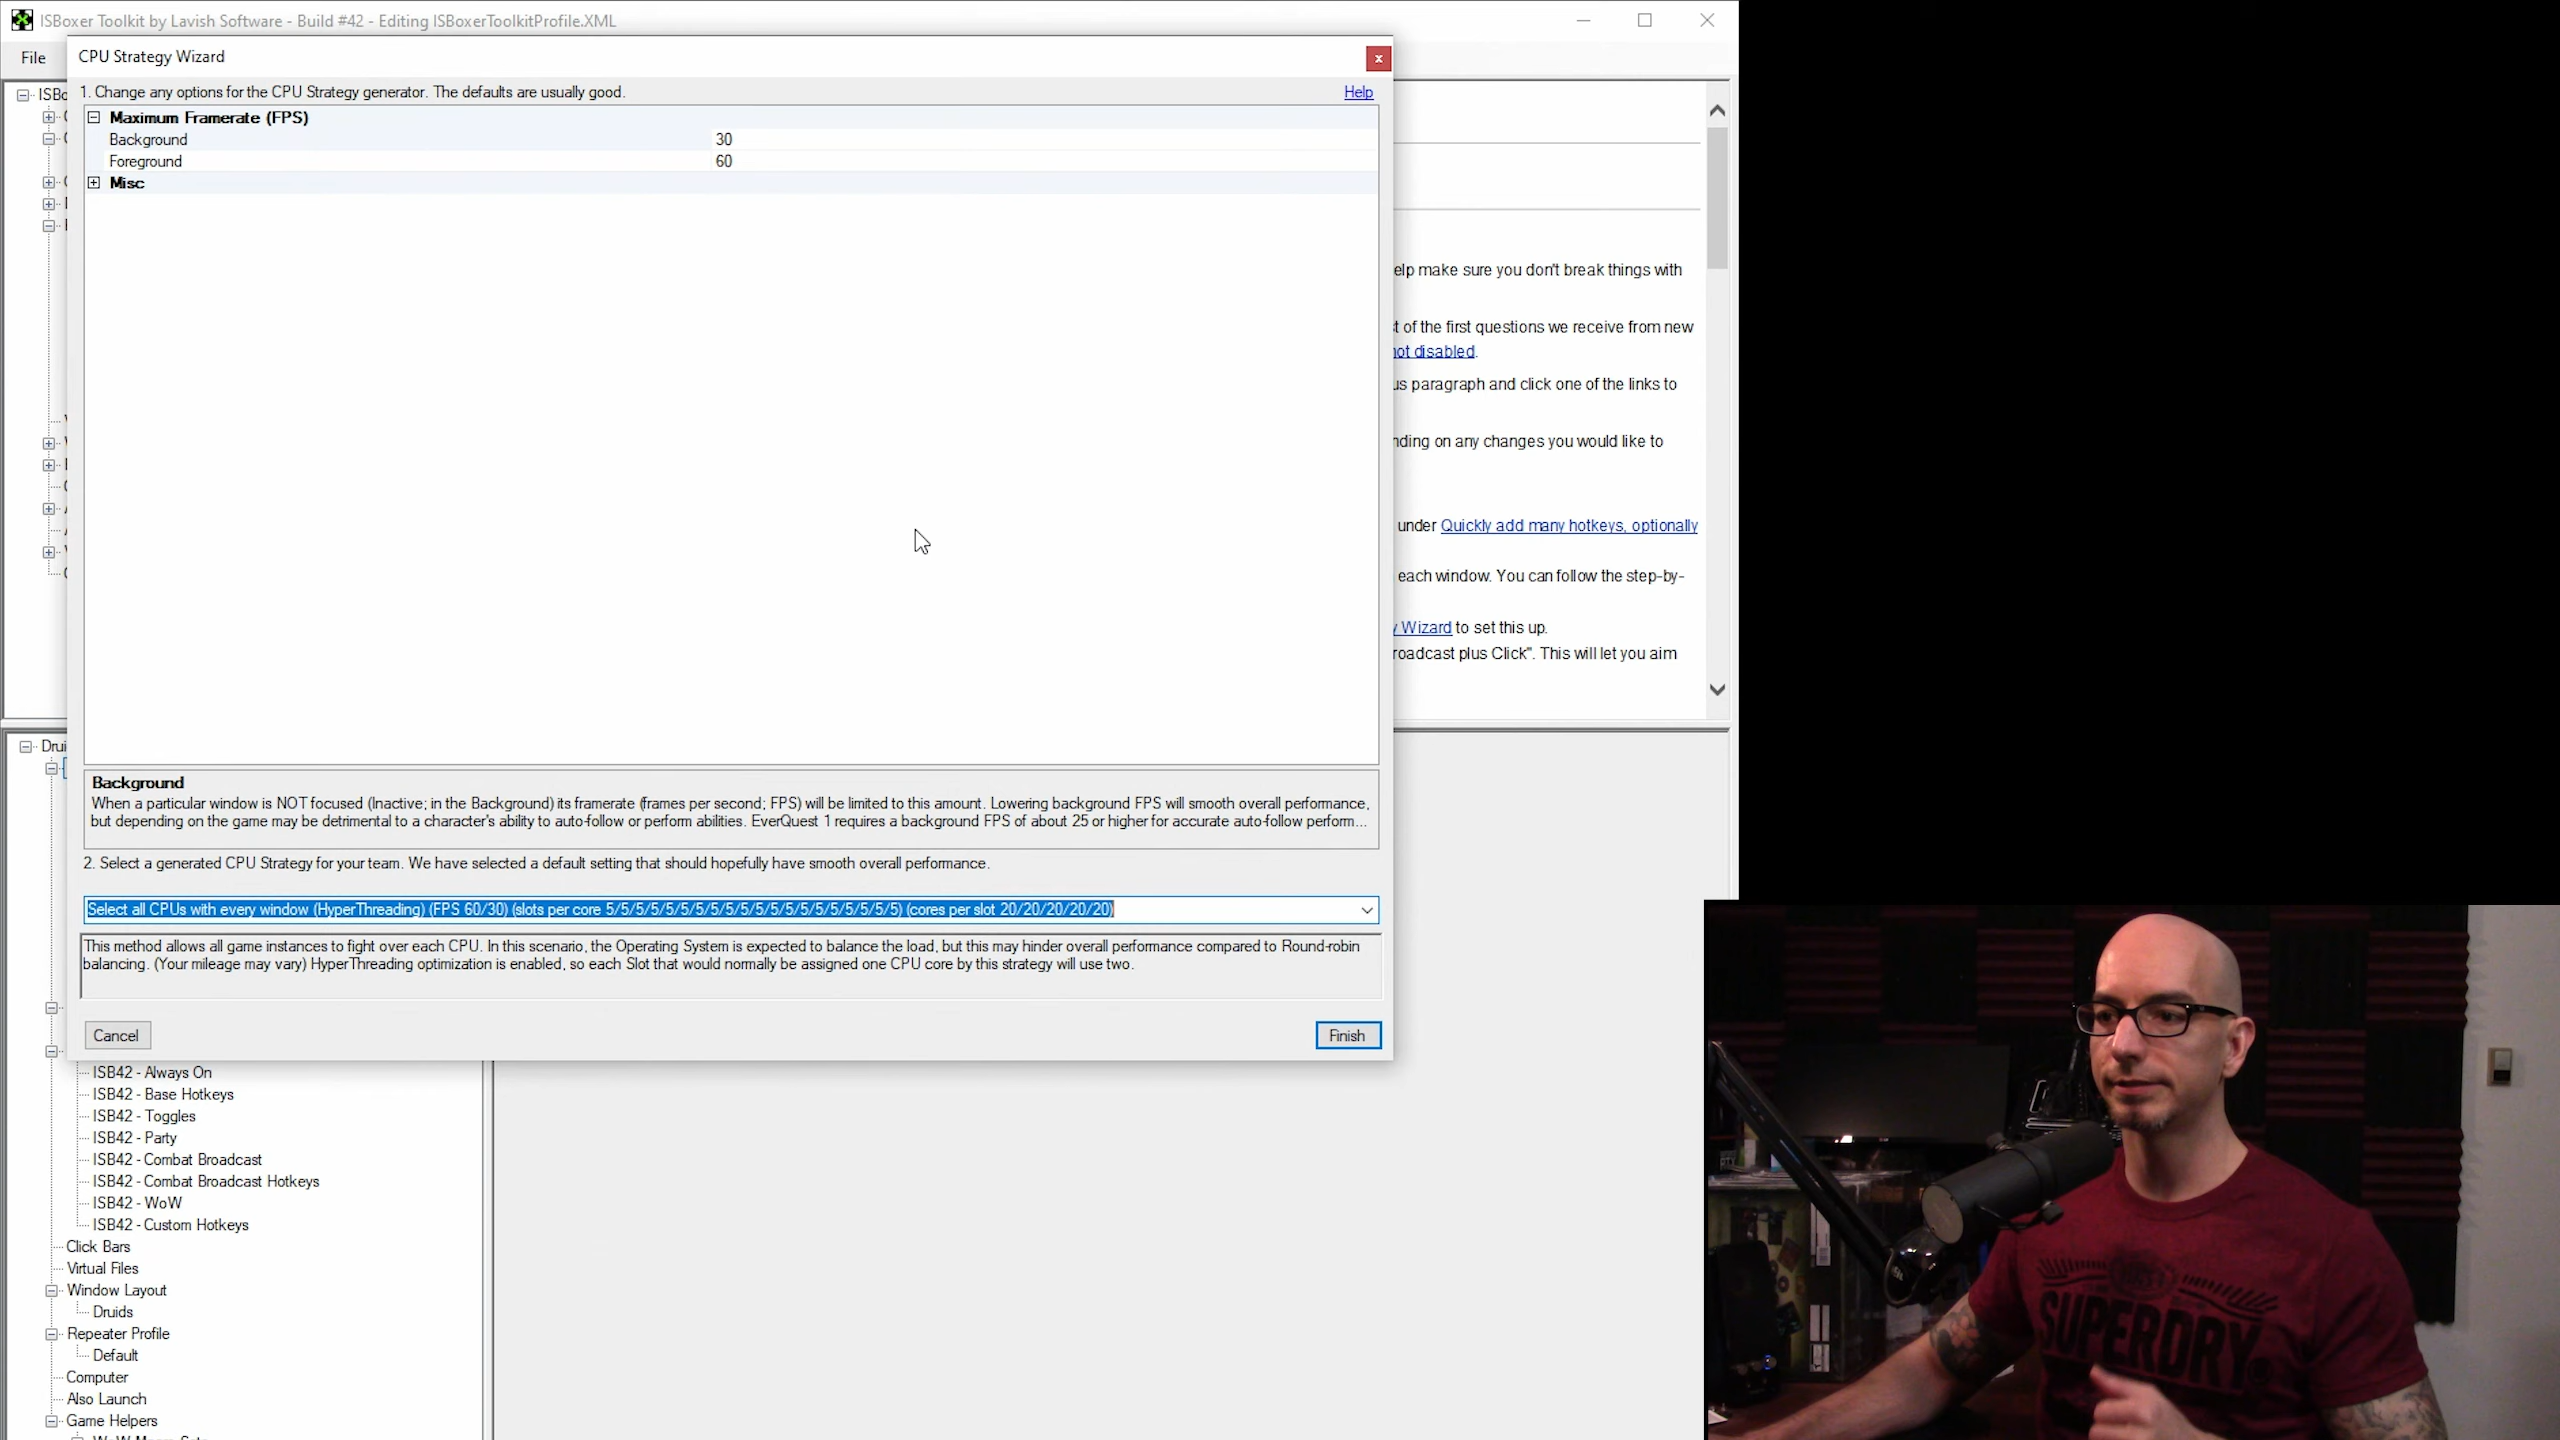 ISBoxer Toolkit by Lavish Software - Build #42 - Editing ISBoxerToolkitProfile.XML
File
CPU Strategy Wizard
1. Change any options for the CPU Strategy generator. The defaults are usually good.
Help
Maximum Framerate (FPS)
Background 30
Foreground 60
Misc
elp make sure you don't break things with
of the first questions we receive from new
not disabled.
us paragraph and click one of the links to
nding on any changes you would like to
under Quickly add many hotkeys, optionally
each window. You can follow the step-by-
Wizard to set this up.
roadcast plus Click". This will let you aim
Background
When a particular window is NOT focused (Inactive; in the Background) its framerate (frames per second; FPS) will be limited to this amount. Lowering background FPS will smooth overall performance,
but depending on the game may be detrimental to a character's ability to auto-follow or perform abilities. EverQuest 1 requires a background FPS of about 25 or higher for accurate auto-follow perform...
2. Select a generated CPU Strategy for your team. We have selected a default setting that should hopefully have smooth overall performance.
Select all CPUs with every window (HyperThreading) (FPS 60/30) (slots per core 5/5/5/5/5/5/5/5/5/5/5/5/5/5/5/5/5/5/5/5) (cores per slot 20/20/20/20/20)
This method allows all game instances to fight over each CPU. In this scenario, the Operating System is expected to balance the load, but this may hinder overall performance compared to Round-robin
balancing. (Your mileage may vary) HyperThreading optimization is enabled, so each Slot that would normally be assigned one CPU core by this strategy will use two.
Cancel
Finish
ISBo
Drui
ISB42 - Always On
ISB42 - Base Hotkeys
ISB42 - Toggles
ISB42 - Party
ISB42 - Combat Broadcast
ISB42 - Combat Broadcast Hotkeys
ISB42 - WoW
ISB42 - Custom Hotkeys
Click Bars
Virtual Files
Window Layout
Druids
Repeater Profile
Default
Computer
Also Launch
Game Helpers
SUPERDRY